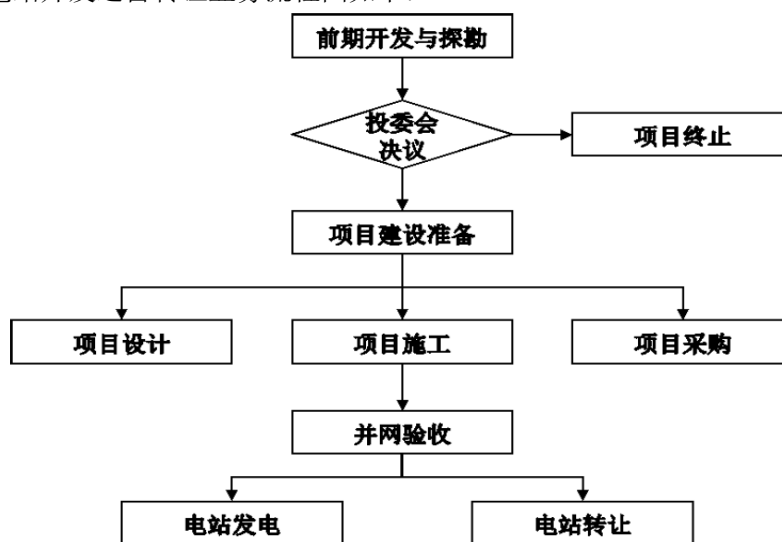 前期开发与探勘
投委会
决议
项目终止
项目建设准备
项目设计
项目施工
项目采购
并网验收
电站发电
电站转让